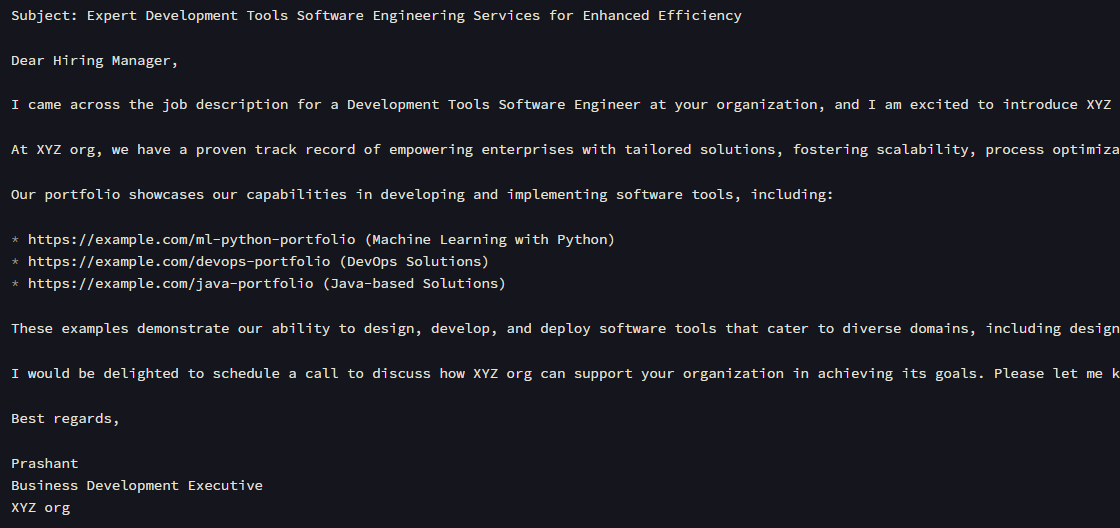 Subject: Expert Development Tools Software Engineering Services for Enhanced Efficiency
Dear Hiring Manager,
I came across the job description for a Development Tools Software Engineer at your organization, and I am excited to introduce XYZ
At XYZ org, we have a proven track record of empowering enterprises with tailored solutions, fostering scalability, process optimiza
Our portfolio showcases our capabilities in developing and implementing software tools, including:
* https://example.com/ml-python-portfolio (Machine Learning with Python)
* https://example.com/devops-portfolio (DevOps Solutions)
* https://example.com/java-portfolio (Java-based Solutions)
These examples demonstrate our ability to design, develop, and deploy software tools that cater to diverse domains, including design
I would be delighted to schedule a call to discuss how XYZ org can support your organization in achieving its goals. Please let me k
Best regards,
Prashant
Business Development Executive
XYZ org